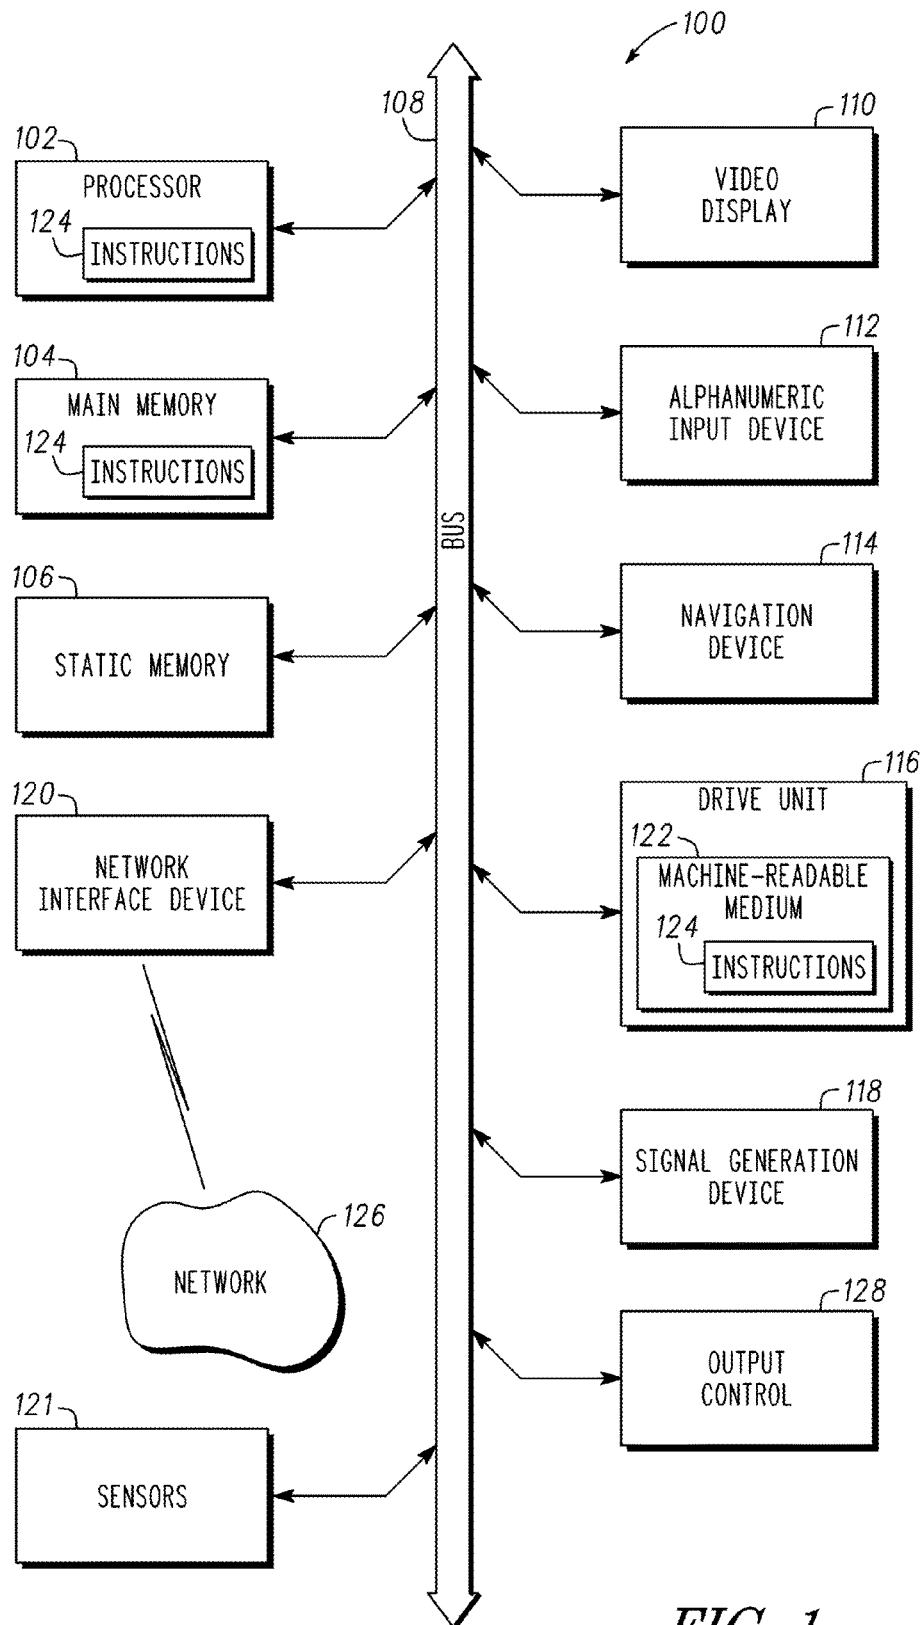 100
108
102
PROCESSOR
124
INSTRUCTIONS
104
MAIN MEMORY
124
INSTRUCTIONS
106
STATIC MEMORY
120
NETWORK
INTERFACE DEVICE
126
NETWORK
121
SENSORS
BUS
110
VIDEO
DISPLAY
112
ALPHANUMERIC
INPUT DEVICE
114
NAVIGATION
DEVICE
116
DRIVE UNIT
122
MACHINE-READABLE
MEDIUM
124
INSTRUCTIONS
118
SIGNAL GENERATION
DEVICE
128
OUTPUT
CONTROL
FIG. 1